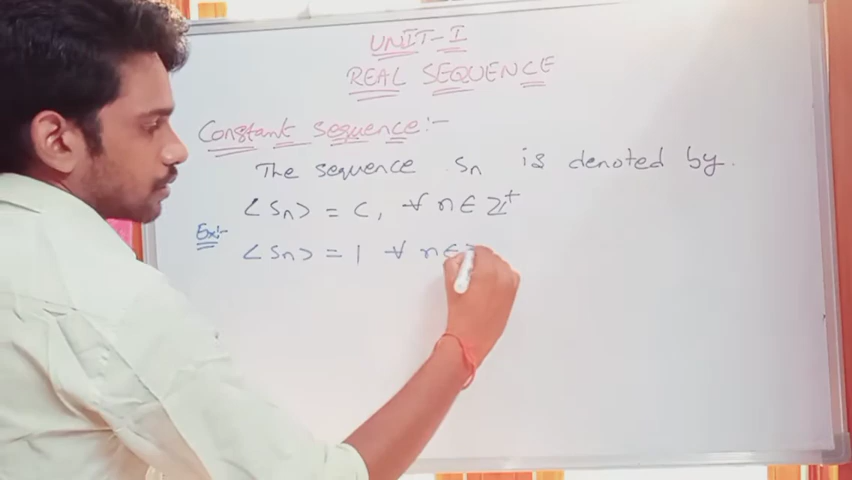 UNIT-I
REAL SEQUENCE
Constant sequence:-
The sequence Sn is denoted by.
<Sn> = C, ∀ n∈ Z⁺
Ex:-
<Sn> = 1 ∀ n∈